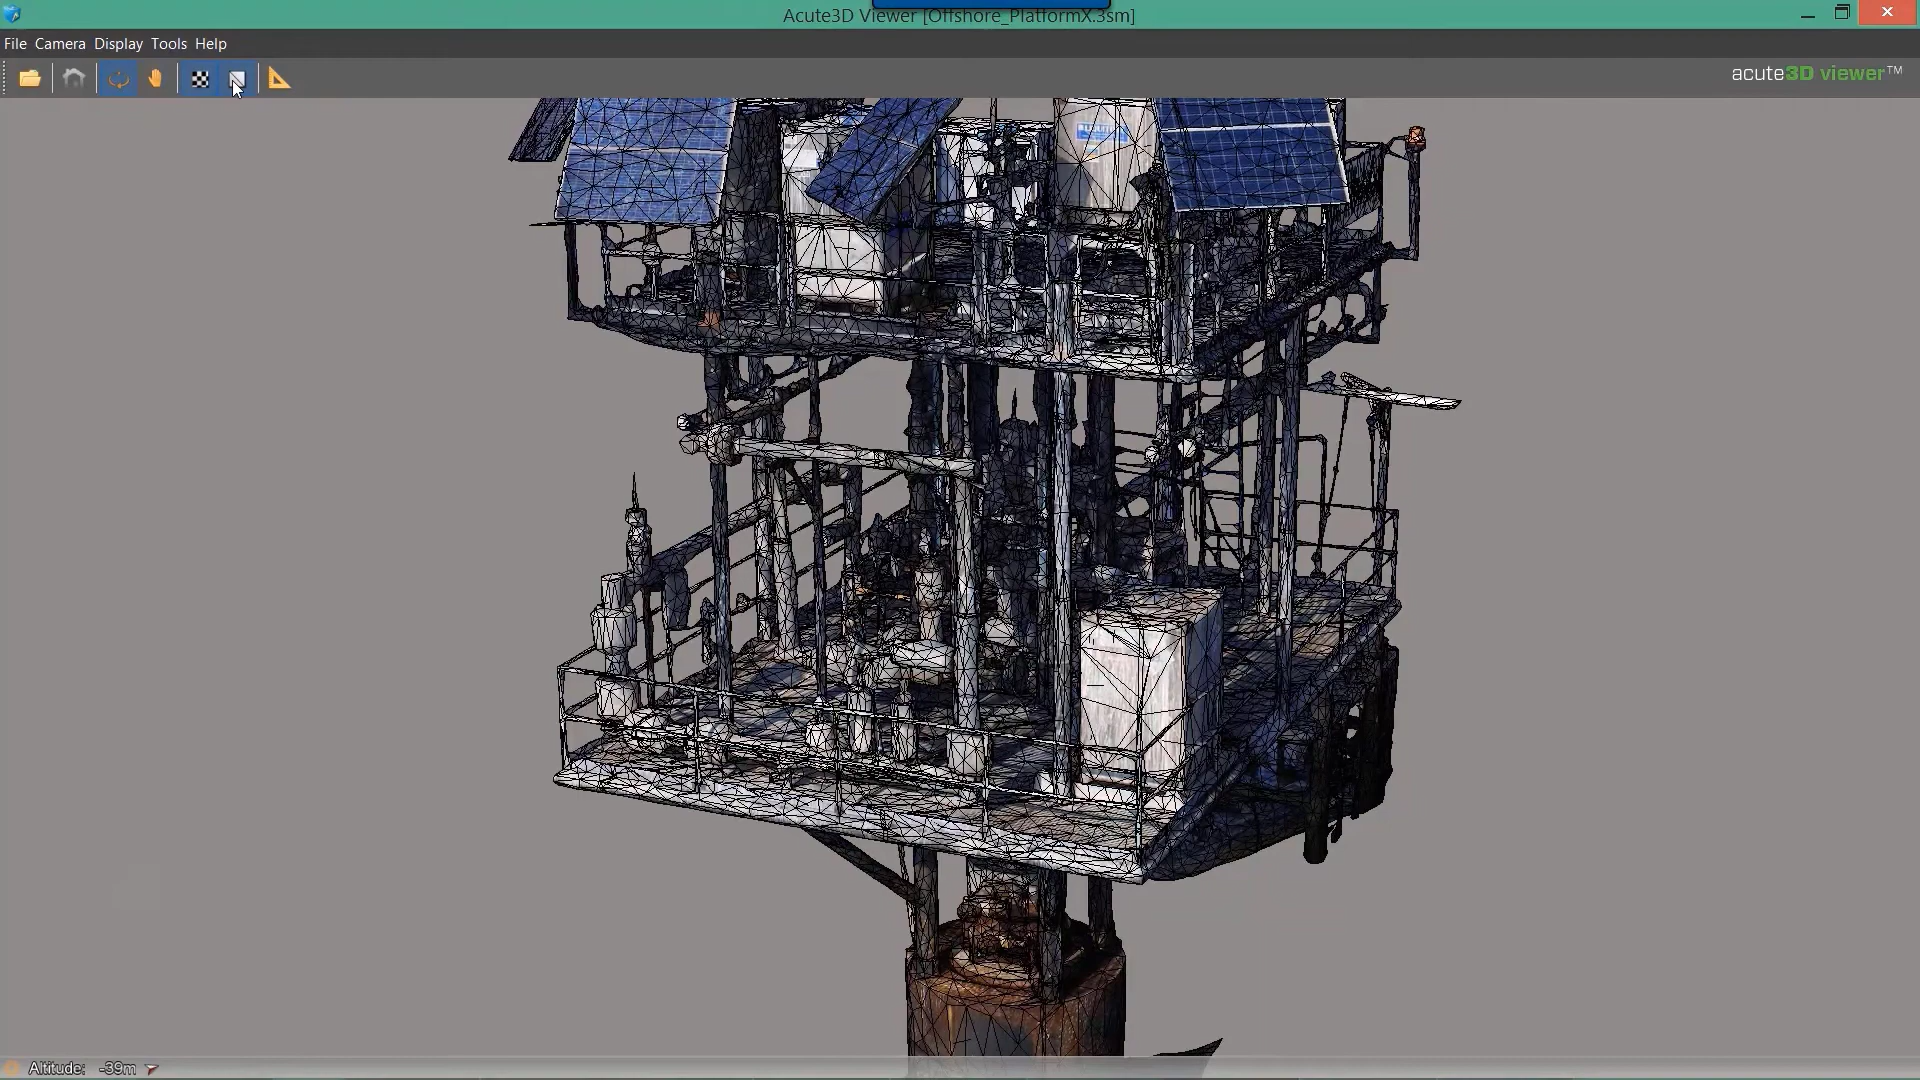 Acute3D Viewer [Offshore_PlatformX.3sm]
File Camera Display Tools Help
acute3D viewer™
Altitude: -39m